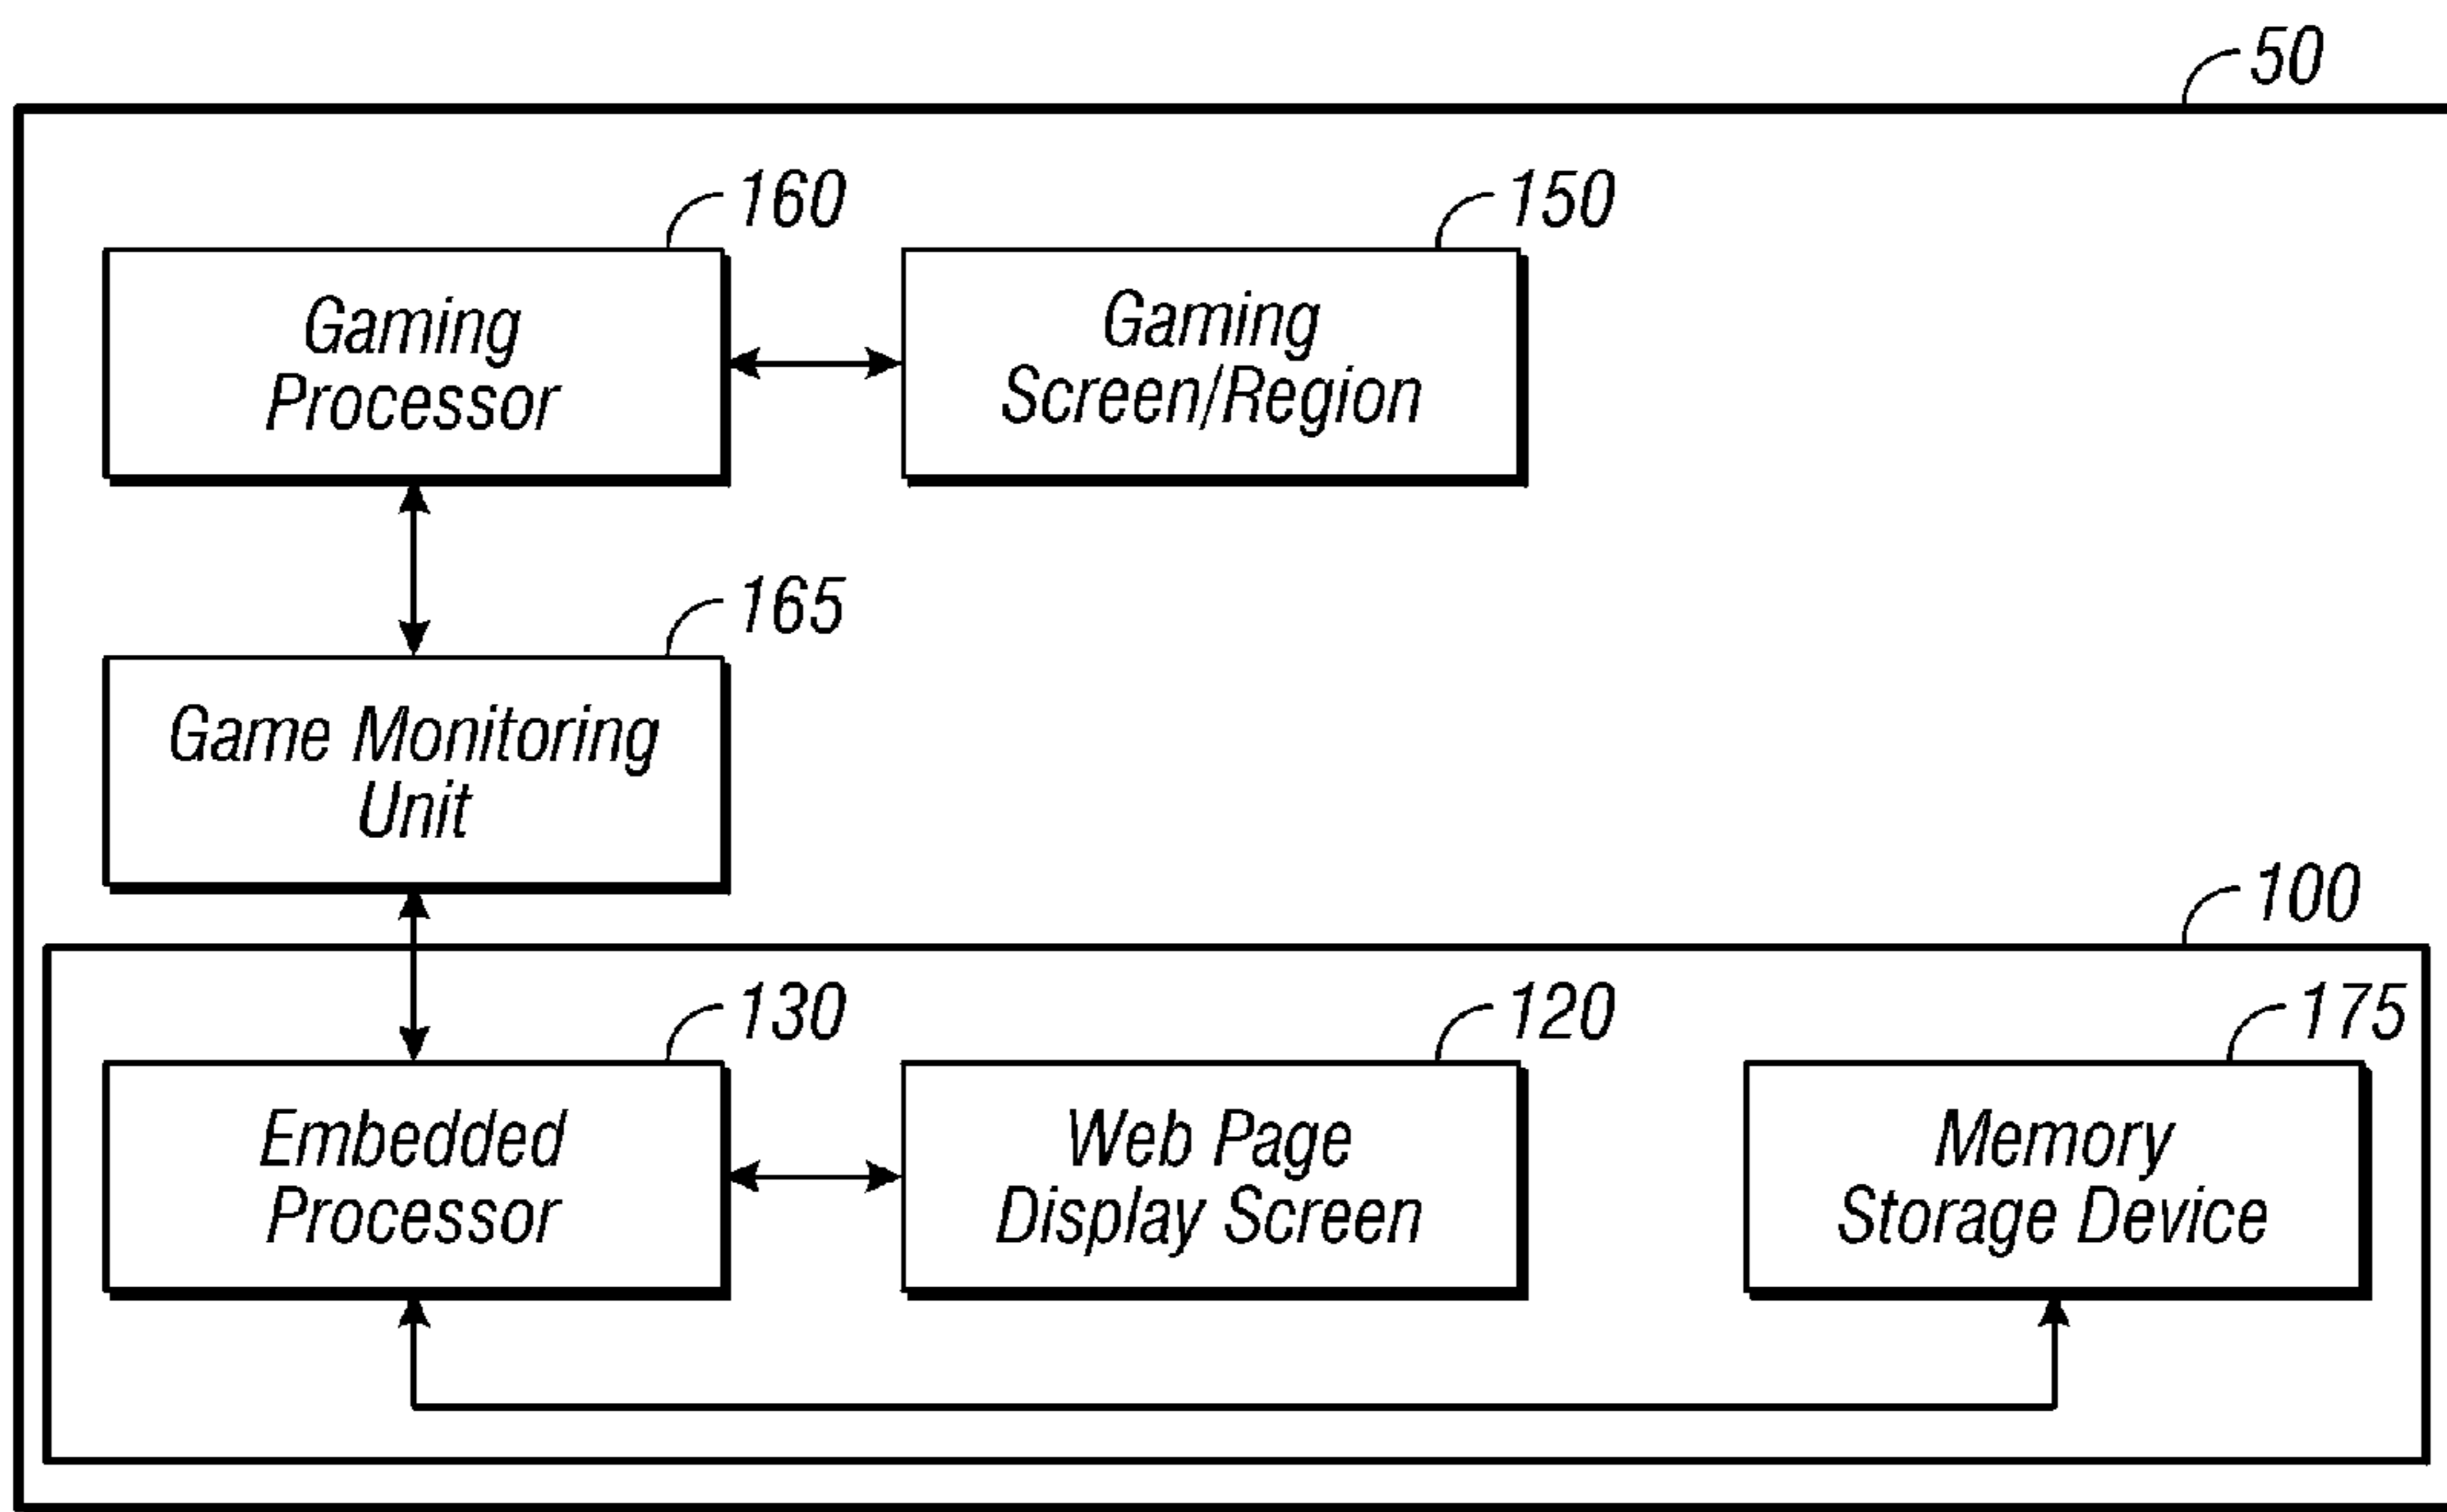 50
160
150
Gaming
Processor
Gaming
Screen/Region
165
Game Monitoring
Unit
100
130
120
175
Embedded
Processor
Web Page
Display Screen
Memory
Storage Device